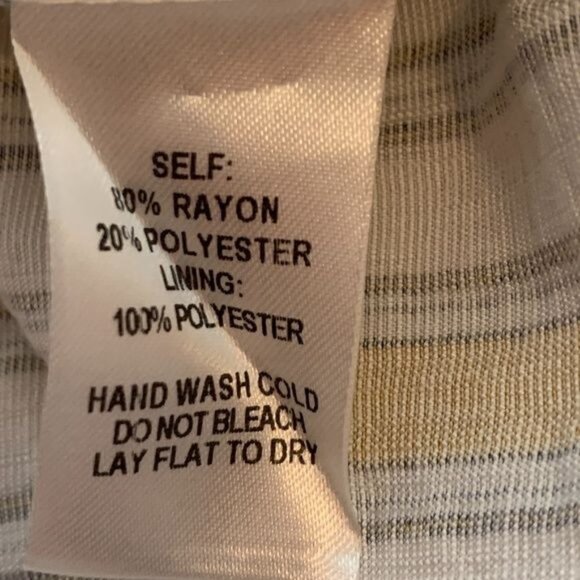 SELF:
80% RAYON
20% POLYESTER
LINING:
100% POLYESTER
HAND WASH COLD
DO NOT BLEACH
LAY FLAT TO DRY